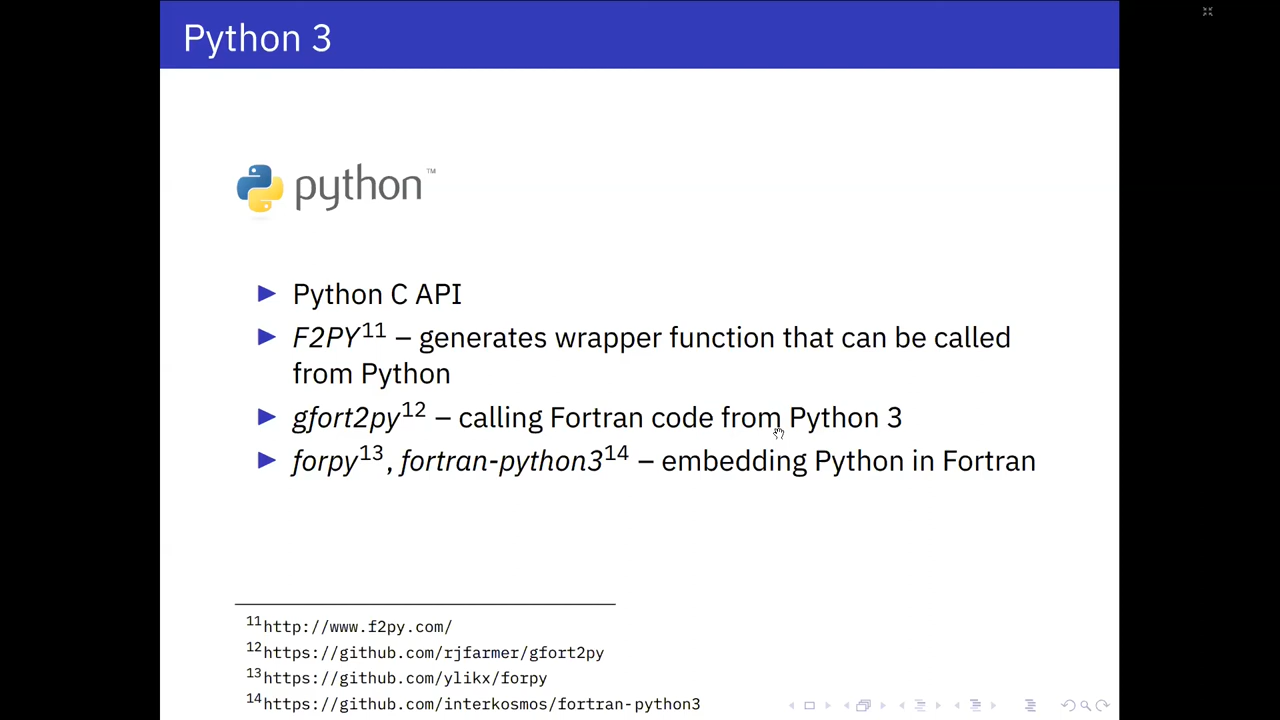 Python 3
python™
Python C API
F2PY¹¹ – generates wrapper function that can be called
from Python
gfort2py¹² – calling Fortran code from Python 3
forpy¹³, fortran-python3¹⁴ – embedding Python in Fortran
¹¹http://www.f2py.com/
¹²https://github.com/rjfarmer/gfort2py
¹³https://github.com/ylikx/forpy
¹⁴https://github.com/interkosmos/fortran-python3